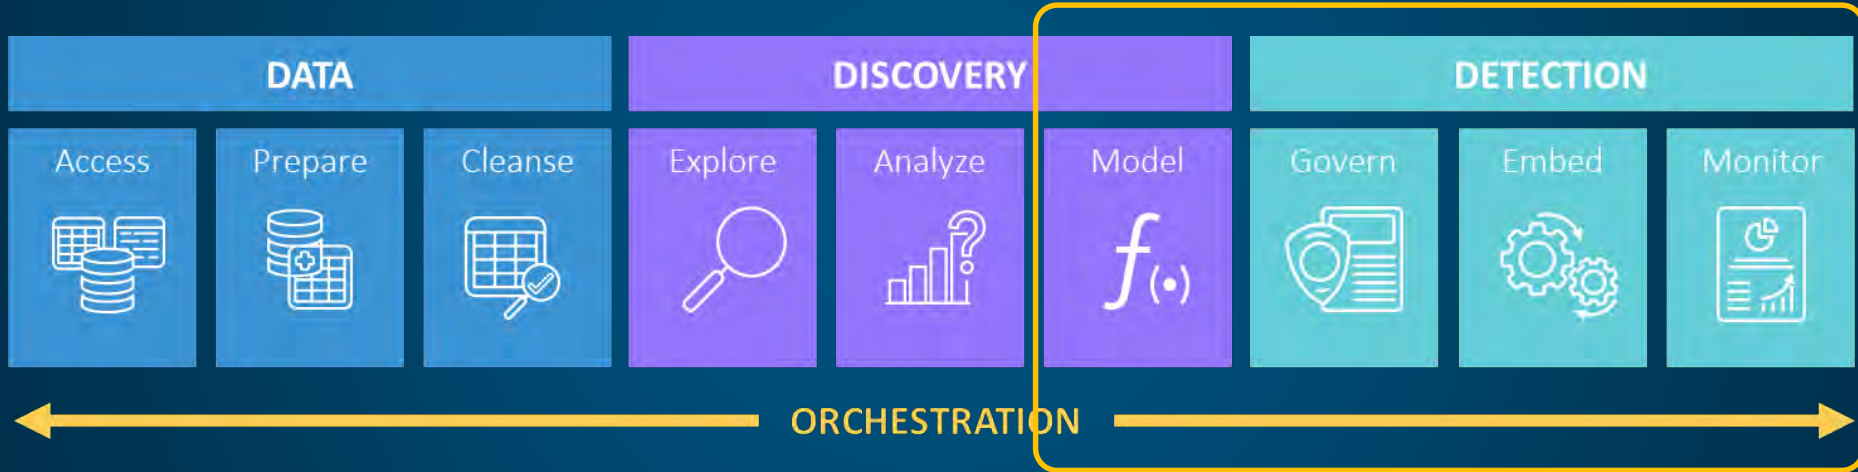 DATA DISCOVERY DETECTION
Access Prepare Cleanse Explore Analyze Model Govern Embed Monitor
?
f(•)
ORCHESTRATION